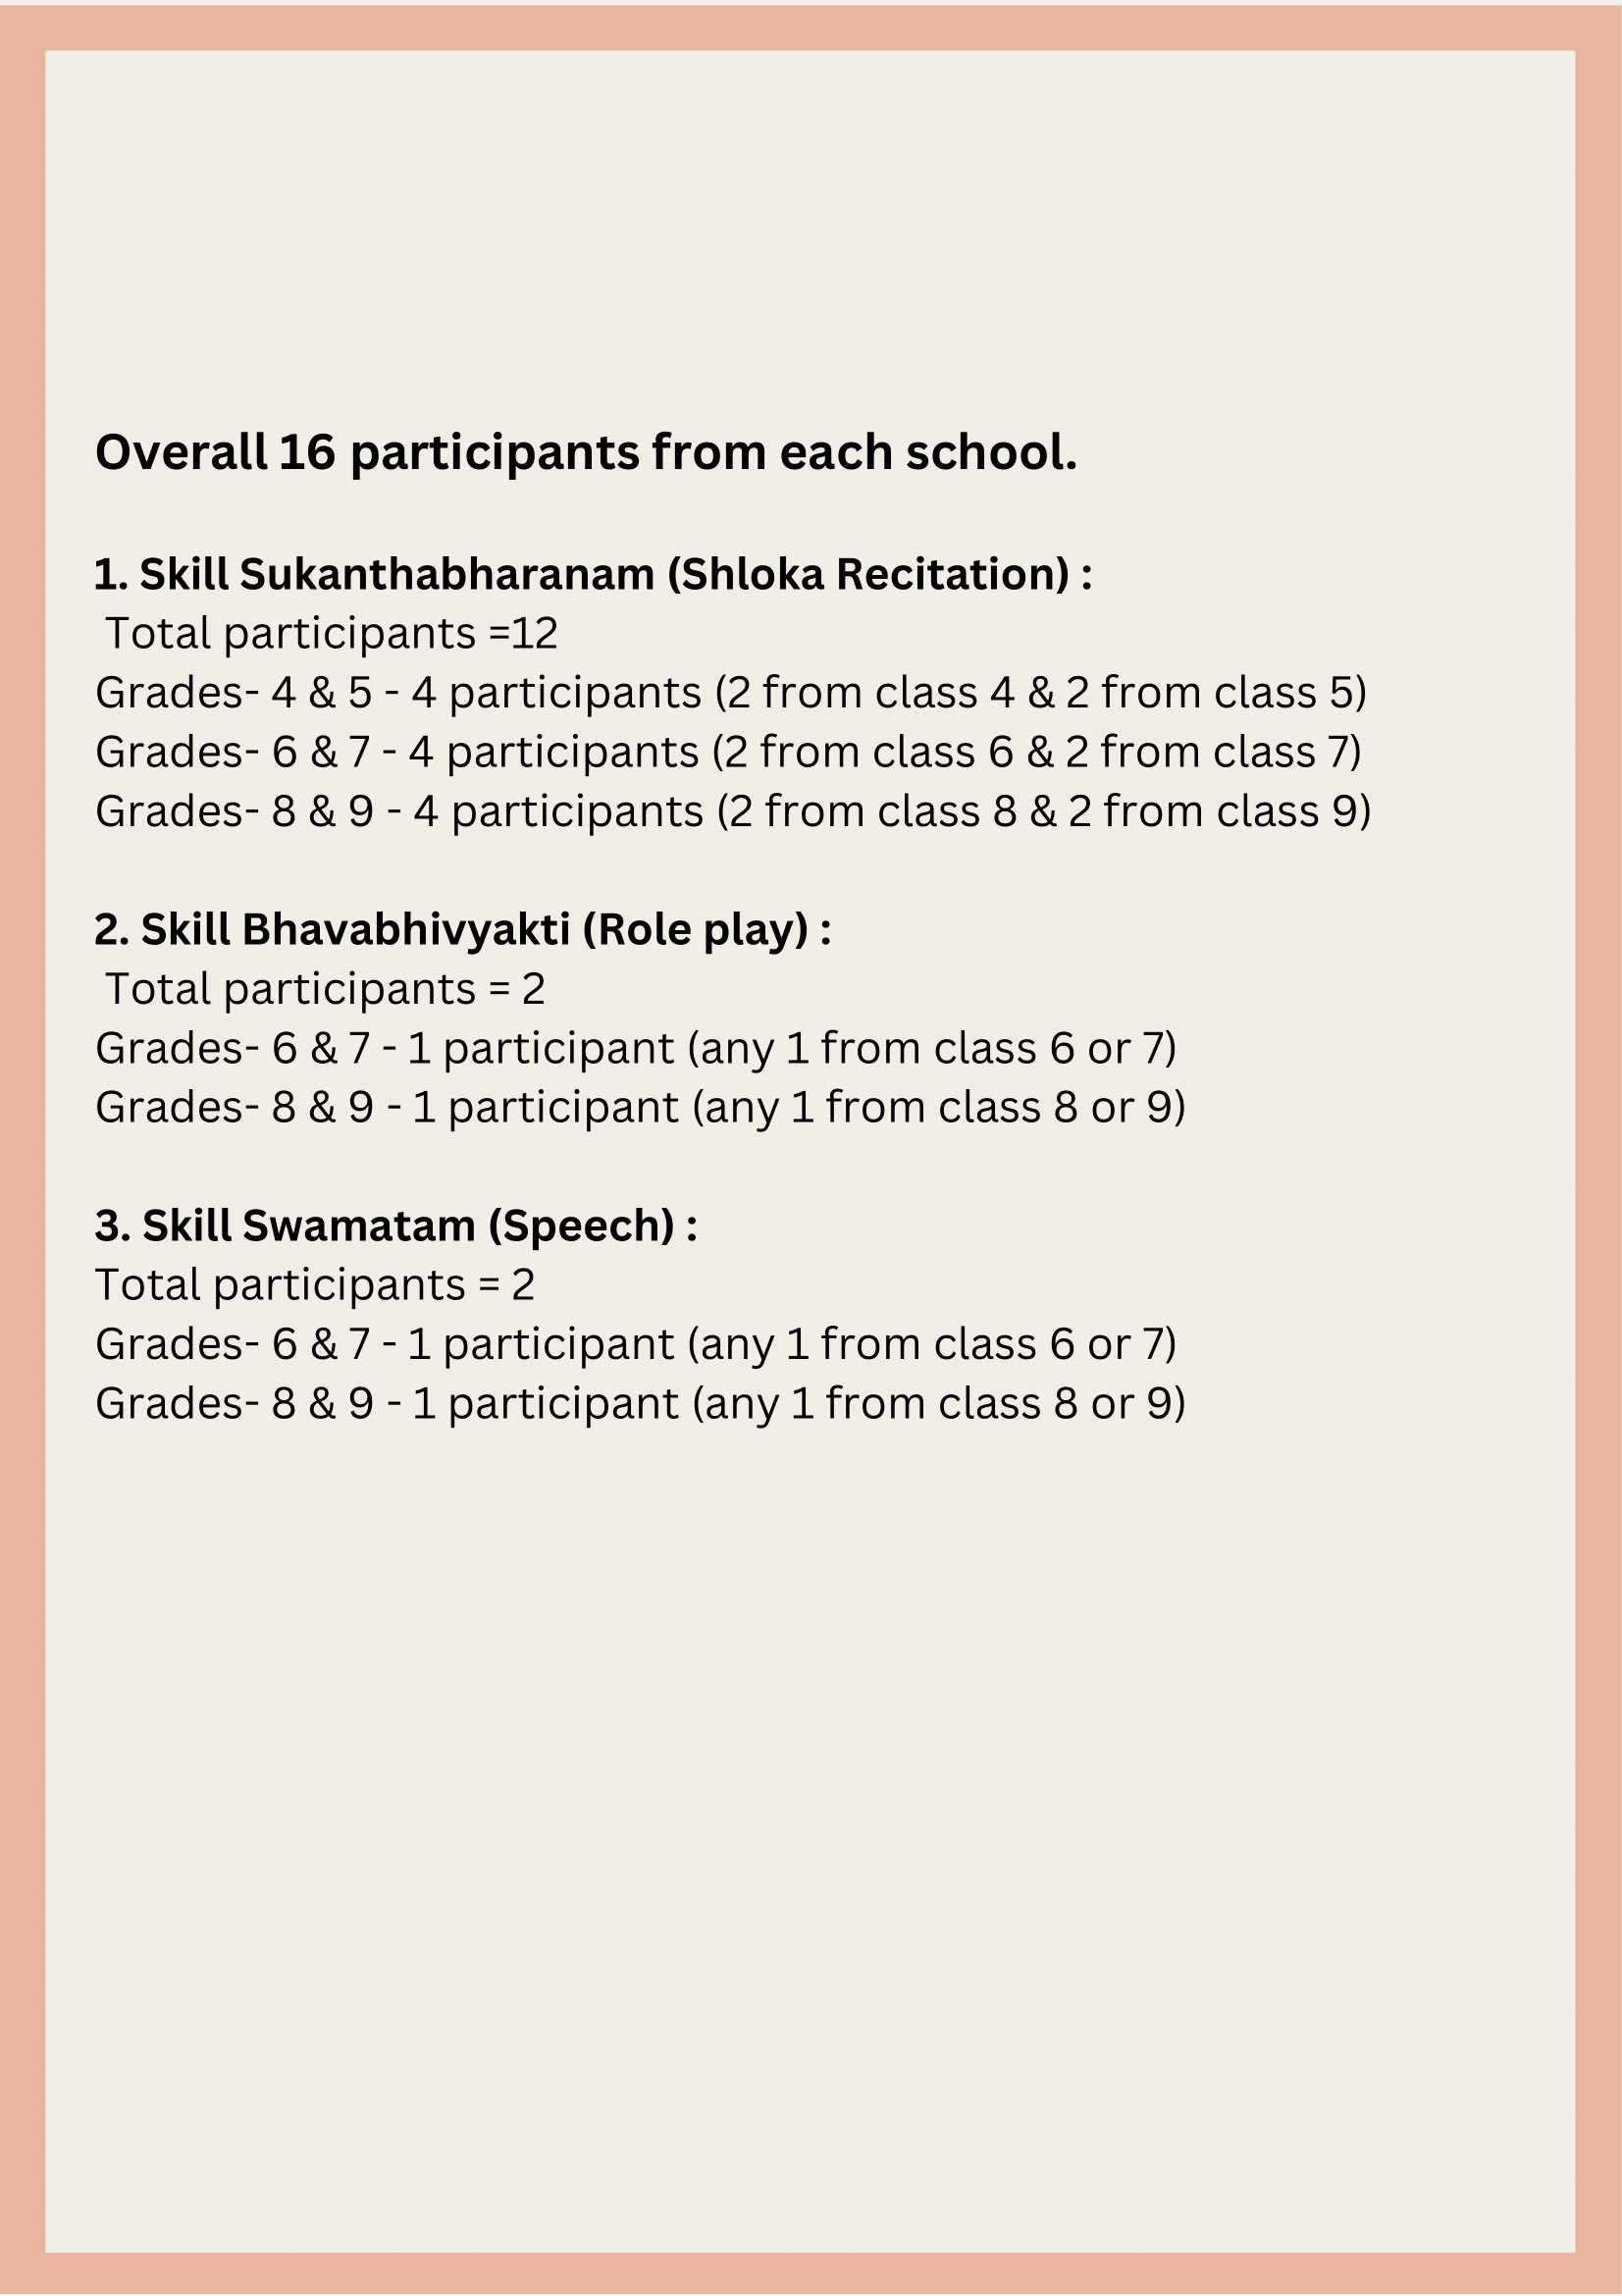 Overall 16 participants from each school.
1. Skill Sukanthabharanam (Shloka Recitation) :
Total participants =12
Grades- 4 & 5 - 4 participants (2 from class 4 & 2 from class 5)
Grades- 6 & 7 - 4 participants (2 from class 6 & 2 from class 7)
Grades- 8 & 9 - 4 participants (2 from class 8 & 2 from class 9)
2. Skill Bhavabhivyakti (Role play) :
Total participants = 2
Grades- 6 & 7 - 1 participant (any 1 from class 6 or 7)
Grades- 8 & 9 - 1 participant (any 1 from class 8 or 9)
3. Skill Swamatam (Speech) :
Total participants = 2
Grades- 6 & 7 - 1 participant (any 1 from class 6 or 7)
Grades- 8 & 9 - 1 participant (any 1 from class 8 or 9)